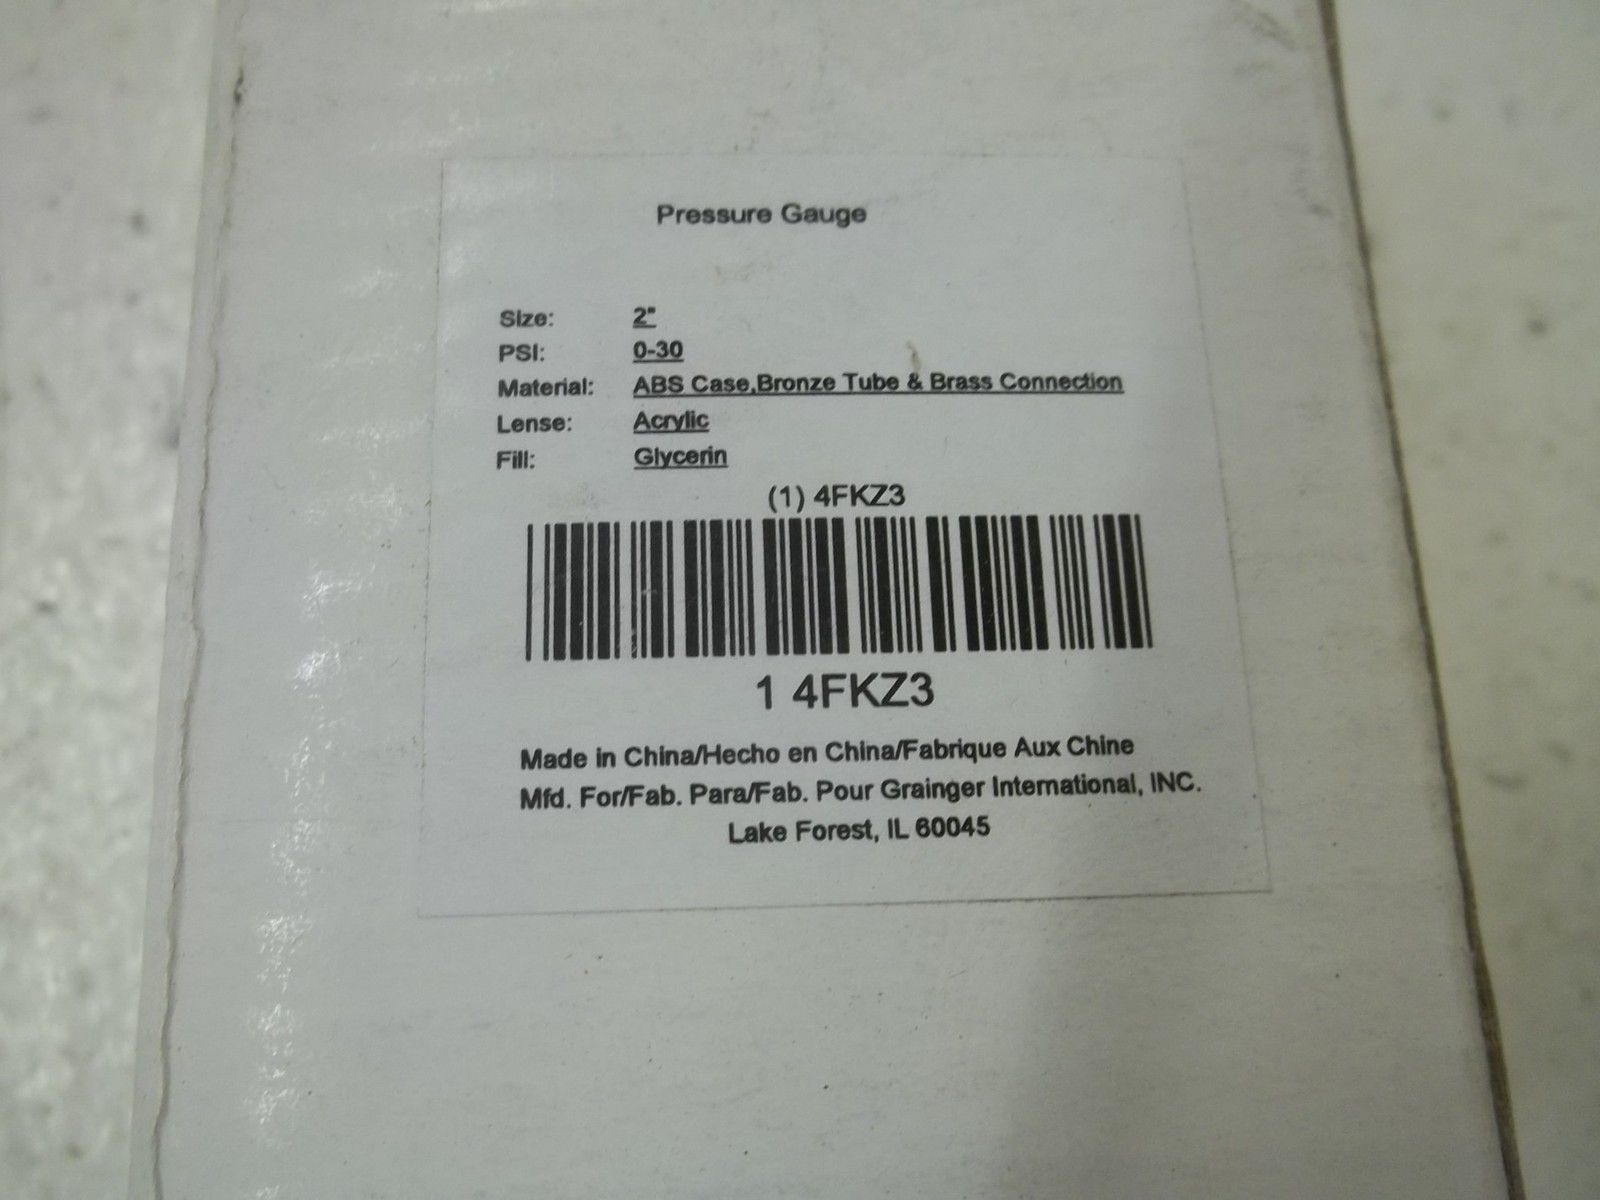 Pressure Gauge
Size: 2"
PSI: 0-30
Material: ABS Case,Bronze Tube & Brass Connection
Lense: Acrylic
Fill: Glycerin
(1) 4FKZ3
1 4FKZ3
Made in China/Hecho en China/Fabrique Aux Chine
Mfd. For/Fab. Para/Fab. Pour Grainger International, INC.
Lake Forest, IL 60045